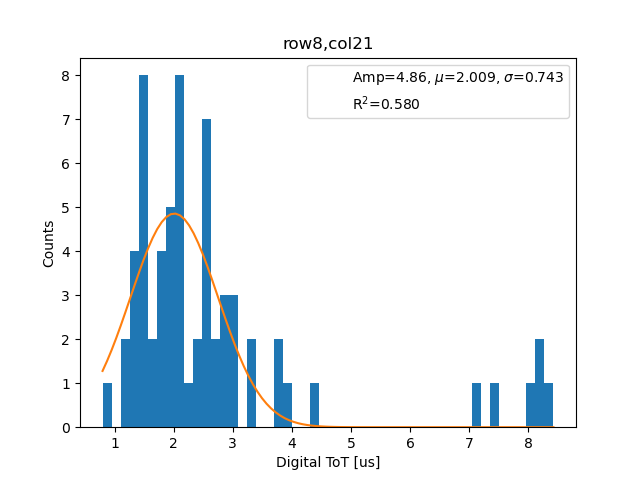 row8,col21
Amp=4.86, μ=2.009, σ=0.743
R²=0.580
Counts
8
7
6
5
4
3
2
1
0
1 2 3 4 5 6 7 8
Digital ToT [us]